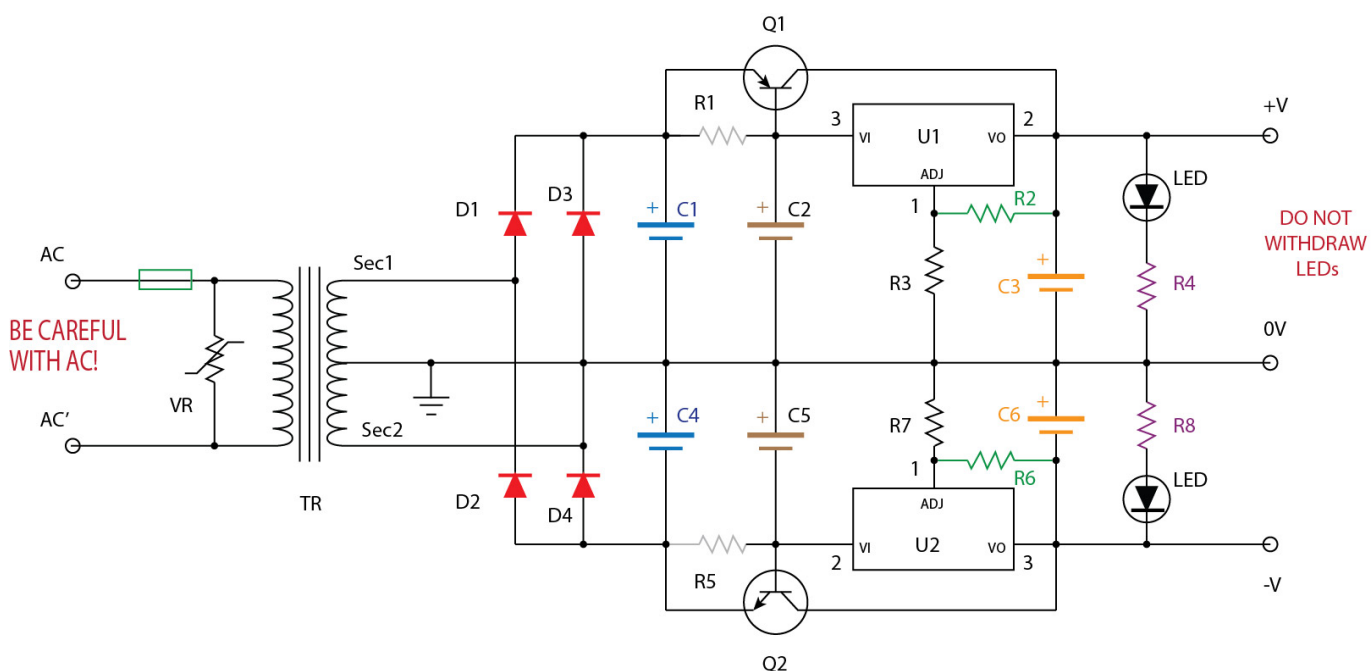 Q1
R1
3
VI
U1
VO
2
ADJ
1
+V
LED
D1
D3
+
C1
+
C2
R2
DO NOT
WITHDRAW
LEDs
AC
Sec1
R3
+
C3
R4
BE CAREFUL
WITH AC!
0V
VR
AC'
Sec2
+
C4
+
C5
R7
+
C6
R8
1
R6
LED
TR
D2
D4
ADJ
VI
U2
VO
2
3
R5
-V
Q2